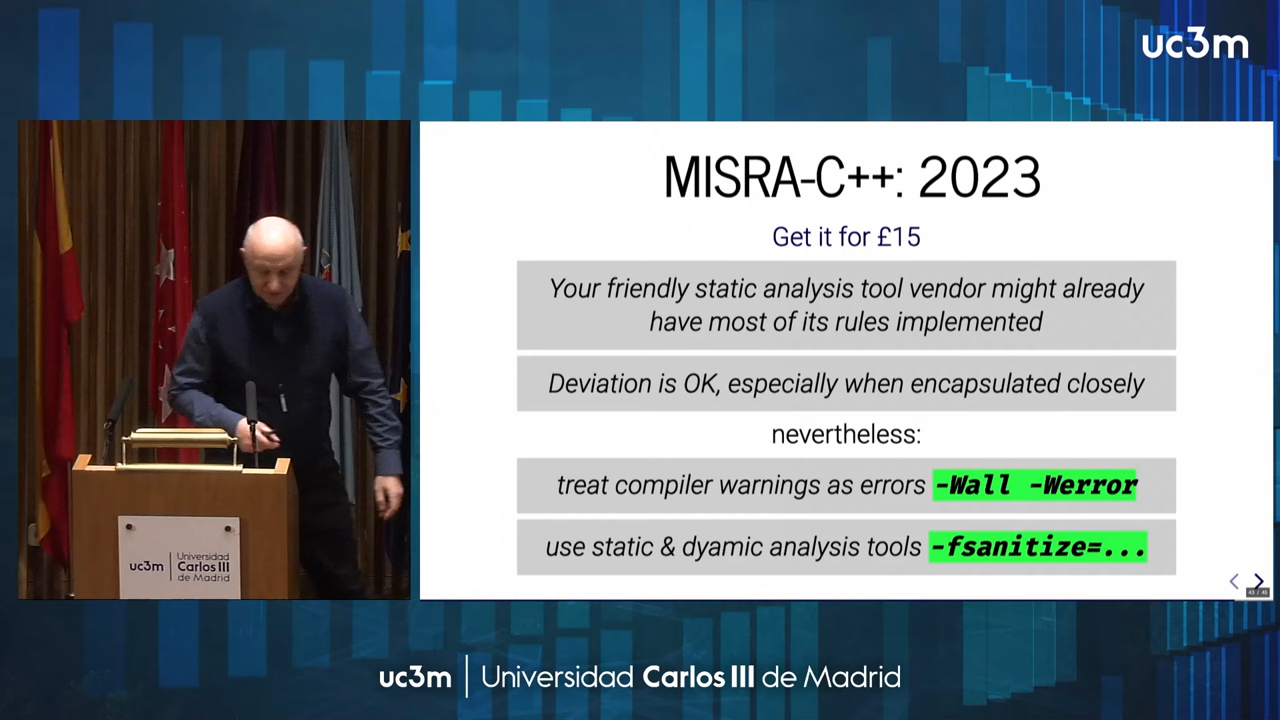 uc3m
MISRA-C++: 2023
Get it for £15
Your friendly static analysis tool vendor might already
have most of its rules implemented
Deviation is OK, especially when encapsulated closely
nevertheless:
treat compiler warnings as errors -Wall -Werror
use static & dyamic analysis tools -fsanitize=...
43 / 45
uc3m
Universidad
Carlos III
de Madrid
uc3m | Universidad Carlos III de Madrid